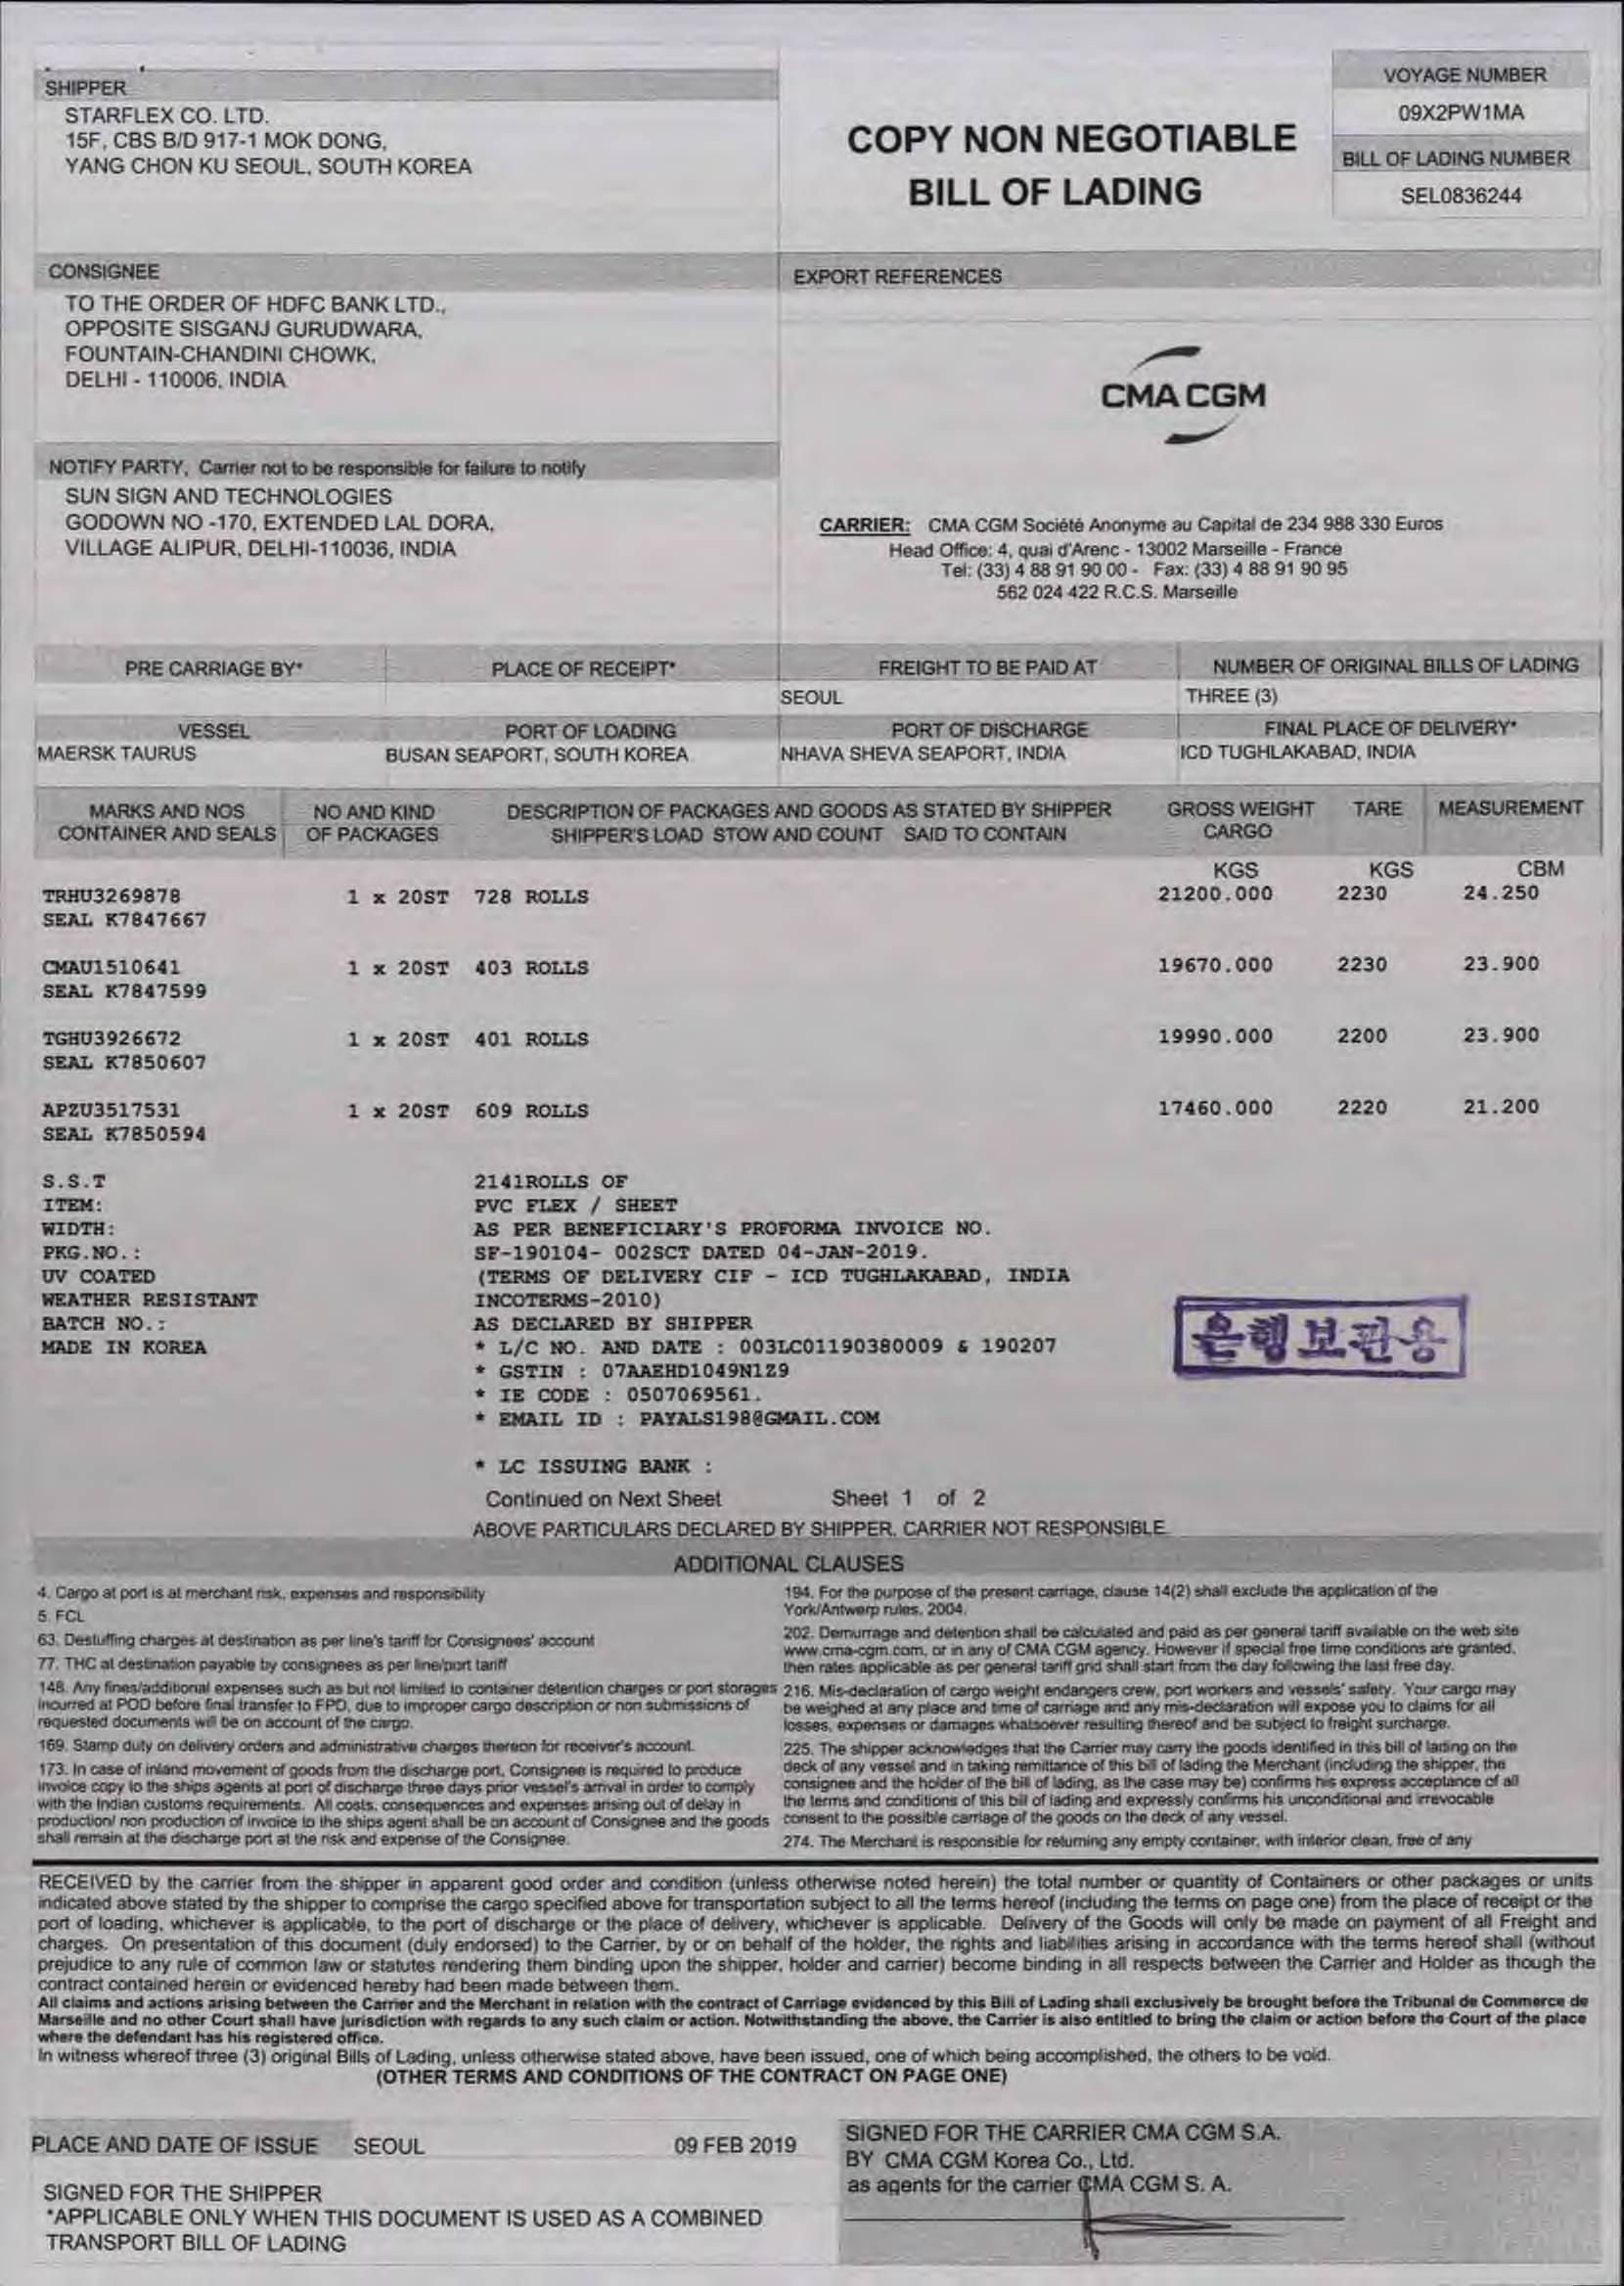 SHIPPER
STARFLEX CO. LTD.
15F, CBS B/D 917-1 MOK DONG,
YANG CHON KU SEOUL, SOUTH KOREA
COPY NON NEGOTIABLE
BILL OF LADING
VOYAGE NUMBER
09X2PW1MA
BILL OF LADING NUMBER
SEL0836244
CONSIGNEE
TO THE ORDER OF HDFC BANK LTD.,
OPPOSITE SISGANJ GURUDWARA,
FOUNTAIN-CHANDINI CHOWK,
DELHI - 110006, INDIA
EXPORT REFERENCES
CMA CGM
NOTIFY PARTY, Carrier not to be responsible for failure to notify
SUN SIGN AND TECHNOLOGIES
GODOWN NO -170, EXTENDED LAL DORA,
VILLAGE ALIPUR, DELHI-110036, INDIA
CARRIER: CMA CGM Société Anonyme au Capital de 234 988 330 Euros
Head Office: 4, quai d'Arenc - 13002 Marseille - France
Tel: (33) 4 88 91 90 00 - Fax: (33) 4 88 91 90 95
562 024 422 R.C.S. Marseille
PRE CARRIAGE BY* PLACE OF RECEIPT* FREIGHT TO BE PAID AT NUMBER OF ORIGINAL BILLS OF LADING
SEOUL THREE (3)
VESSEL PORT OF LOADING PORT OF DISCHARGE FINAL PLACE OF DELIVERY*
MAERSK TAURUS BUSAN SEAPORT, SOUTH KOREA NHAVA SHEVA SEAPORT, INDIA ICD TUGHLAKABAD, INDIA
MARKS AND NOS NO AND KIND DESCRIPTION OF PACKAGES AND GOODS AS STATED BY SHIPPER GROSS WEIGHT TARE MEASUREMENT
CONTAINER AND SEALS OF PACKAGES SHIPPER'S LOAD STOW AND COUNT SAID TO CONTAIN CARGO
KGS KGS CBM
TRHU3269878 1 x 20ST 728 ROLLS 21200.000 2230 24.250
SEAL K7847667
CMAU1510641 1 x 20ST 403 ROLLS 19670.000 2230 23.900
SEAL K7847599
TGHU3926672 1 x 20ST 401 ROLLS 19990.000 2200 23.900
SEAL K7850607
APZU3517531 1 x 20ST 609 ROLLS 17460.000 2220 21.200
SEAL K7850594
S.S.T 2141ROLLS OF
ITEM: PVC FLEX / SHEET
WIDTH: AS PER BENEFICIARY'S PROFORMA INVOICE NO.
PKG.NO.: SF-190104- 002SCT DATED 04-JAN-2019.
UV COATED (TERMS OF DELIVERY CIF - ICD TUGHLAKABAD, INDIA
WEATHER RESISTANT INCOTERMS-2010)
BATCH NO.: AS DECLARED BY SHIPPER
MADE IN KOREA * L/C NO. AND DATE : 003LC01190380009 & 190207
* GSTIN : 07AAEHD1049N1Z9
* IE CODE : 0507069561.
* EMAIL ID : PAYALS198@GMAIL.COM
은행보관용
* LC ISSUING BANK :
Continued on Next Sheet Sheet 1 of 2
ABOVE PARTICULARS DECLARED BY SHIPPER. CARRIER NOT RESPONSIBLE.
ADDITIONAL CLAUSES
4. Cargo at port is at merchant risk, expenses and responsibility
5. FCL
63. Destuffing charges at destination as per line's tariff for Consignees' account
77. THC at destination payable by consignees as per line/port tariff
148. Any fines/additional expenses such as but not limited to container detention charges or port storages
incurred at POD before final transfer to FPD, due to improper cargo description or non submissions of
requested documents will be on account of the cargo.
169. Stamp duty on delivery orders and administrative charges thereon for receiver's account.
173. In case of inland movement of goods from the discharge port, Consignee is required to produce
invoice copy to the ships agents at port of discharge three days prior vessel's arrival in order to comply
with the Indian customs requirements. All costs, consequences and expenses arising out of delay in
production/ non production of invoice to the ships agent shall be on account of Consignee and the goods
shall remain at the discharge port at the risk and expense of the Consignee.
194. For the purpose of the present carriage, clause 14(2) shall exclude the application of the
York/Antwerp rules, 2004.
202. Demurrage and detention shall be calculated and paid as per general tariff available on the web site
www.cma-cgm.com, or in any of CMA CGM agency. However if special free time conditions are granted,
then rates applicable as per general tariff grid shall start from the day following the last free day.
216. Mis-declaration of cargo weight endangers crew, port workers and vessels' safety. Your cargo may
be weighed at any place and time of carriage and any mis-declaration will expose you to claims for all
losses, expenses or damages whatsoever resulting thereof and be subject to freight surcharge.
225. The shipper acknowledges that the Carrier may carry the goods identified in this bill of lading on the
deck of any vessel and in taking remittance of this bill of lading the Merchant (including the shipper, the
consignee and the holder of the bill of lading, as the case may be) confirms his express acceptance of all
the terms and conditions of this bill of lading and expressly confirms his unconditional and irrevocable
consent to the possible carriage of the goods on the deck of any vessel.
274. The Merchant is responsible for returning any empty container, with interior clean, free of any
RECEIVED by the carrier from the shipper in apparent good order and condition (unless otherwise noted herein) the total number or quantity of Containers or other packages or units
indicated above stated by the shipper to comprise the cargo specified above for transportation subject to all the terms hereof (including the terms on page one) from the place of receipt or the
port of loading, whichever is applicable, to the port of discharge or the place of delivery, whichever is applicable. Delivery of the Goods will only be made on payment of all Freight and
charges. On presentation of this document (duly endorsed) to the Carrier, by or on behalf of the holder, the rights and liabilities arising in accordance with the terms hereof shall (without
prejudice to any rule of common law or statutes rendering them binding upon the shipper, holder and carrier) become binding in all respects between the Carrier and Holder as though the
contract contained herein or evidenced hereby had been made between them.
All claims and actions arising between the Carrier and the Merchant in relation with the contract of Carriage evidenced by this Bill of Lading shall exclusively be brought before the Tribunal de Commerce de
Marseille and no other Court shall have jurisdiction with regards to any such claim or action. Notwithstanding the above, the Carrier is also entitled to bring the claim or action before the Court of the place
where the defendant has his registered office.
In witness whereof three (3) original Bills of Lading, unless otherwise stated above, have been issued, one of which being accomplished, the others to be void.
(OTHER TERMS AND CONDITIONS OF THE CONTRACT ON PAGE ONE)
PLACE AND DATE OF ISSUE SEOUL 09 FEB 2019
SIGNED FOR THE SHIPPER
*APPLICABLE ONLY WHEN THIS DOCUMENT IS USED AS A COMBINED
TRANSPORT BILL OF LADING
SIGNED FOR THE CARRIER CMA CGM S.A.
BY CMA CGM Korea Co., Ltd.
as agents for the carrier CMA CGM S. A.